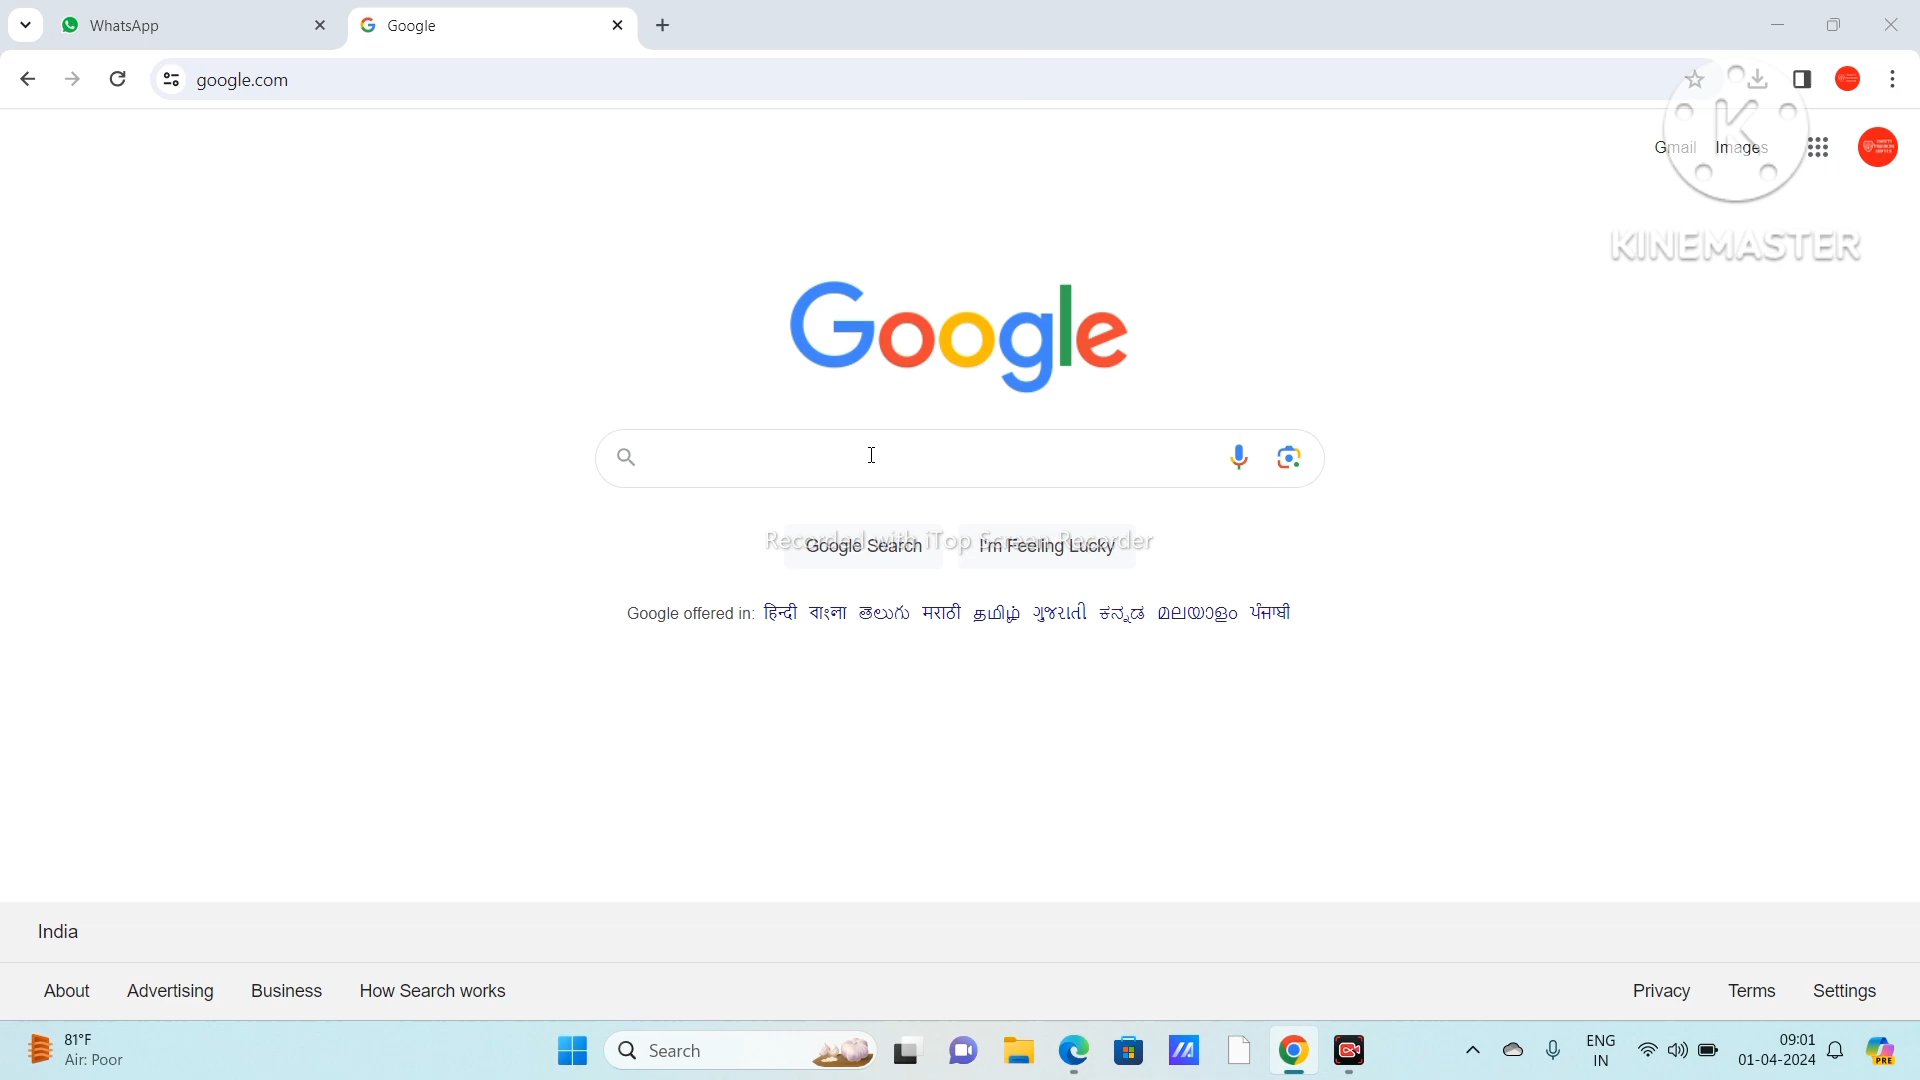 WhatsApp
Google
google.com
Gmail Images
KINEMASTER
Google
Recorded with iTop Screen Recorder
Google Search I'm Feeling Lucky
Google offered in: हिन्दी বাংলা తెలుగు मराठी தமிழ் ગુજરાતી ಕನ್ನಡ മലയാളം ਪੰਜਾਬੀ
India
About Advertising Business How Search works Privacy Terms Settings
81°F
Air: Poor
Search
ENG
IN
09:01
01-04-2024
PRE